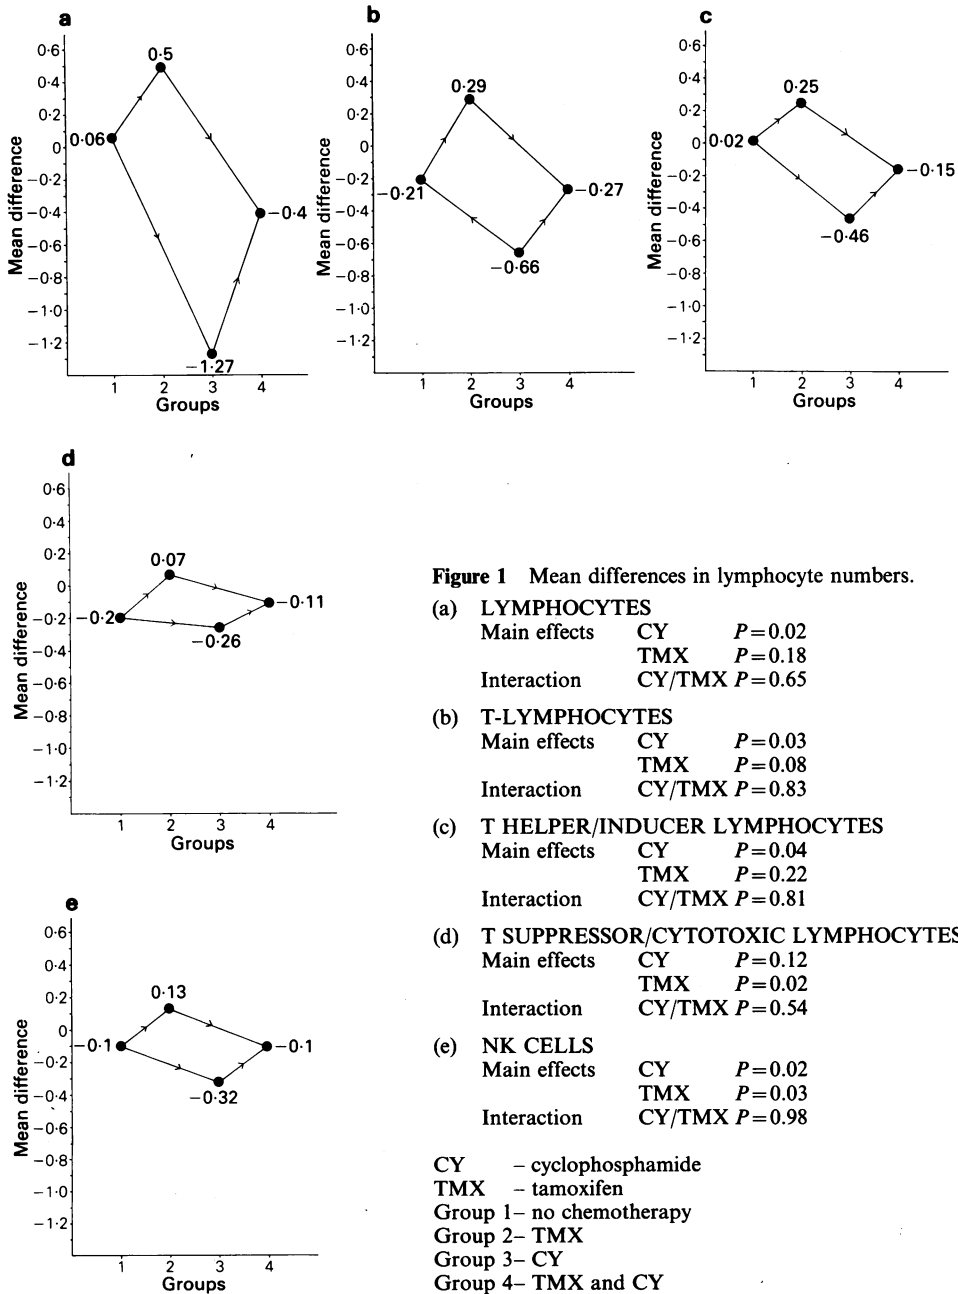 a
0·6
0·4
0·2
0
−0·2
−0·4
−0·6
−0·8
−1·0
−1·2
Mean difference
0·5
0·06
−0·4
−1·27
1 2 3 4
Groups
b
0·6
0·4
0·2
0
−0·2
−0·4
−0·6
−0·8
−1·0
−1·2
Mean difference
0.29
−0·21
−0·27
−0·66
1 2 3 4
Groups
c
0·6
0·4
0·2
0
−0·2
−0·4
−0·6
−0·8
−1·0
−1·2
Mean difference
0.25
0·02
−0·15
−0·46
1 2 3 4
Groups
d
0·6
0·4
0·2
0
−0·2
−0·4
−0·6
−0·8
−1·0
−1·2
Mean difference
0·07
−0·2
−0·11
−0·26
1 2 3 4
Groups
e
0·6
0·4
0·2
0
−0·2
−0·4
−0·6
−0·8
−1·0
−1·2
Mean difference
0·13
−0·1
−0·1
−0·32
1 2 3 4
Groups
Figure 1 Mean differences in lymphocyte numbers.
(a) LYMPHOCYTES
Main effects CY P=0.02
TMX P=0.18
Interaction CY/TMX P=0.65
(b) T-LYMPHOCYTES
Main effects CY P=0.03
TMX P=0.08
Interaction CY/TMX P=0.83
(c) T HELPER/INDUCER LYMPHOCYTES
Main effects CY P=0.04
TMX P=0.22
Interaction CY/TMX P=0.81
(d) T SUPPRESSOR/CYTOTOXIC LYMPHOCYTES
Main effects CY P=0.12
TMX P=0.02
Interaction CY/TMX P=0.54
(e) NK CELLS
Main effects CY P=0.02
TMX P=0.03
Interaction CY/TMX P=0.98
CY – cyclophosphamide
TMX – tamoxifen
Group 1– no chemotherapy
Group 2– TMX
Group 3– CY
Group 4– TMX and CY